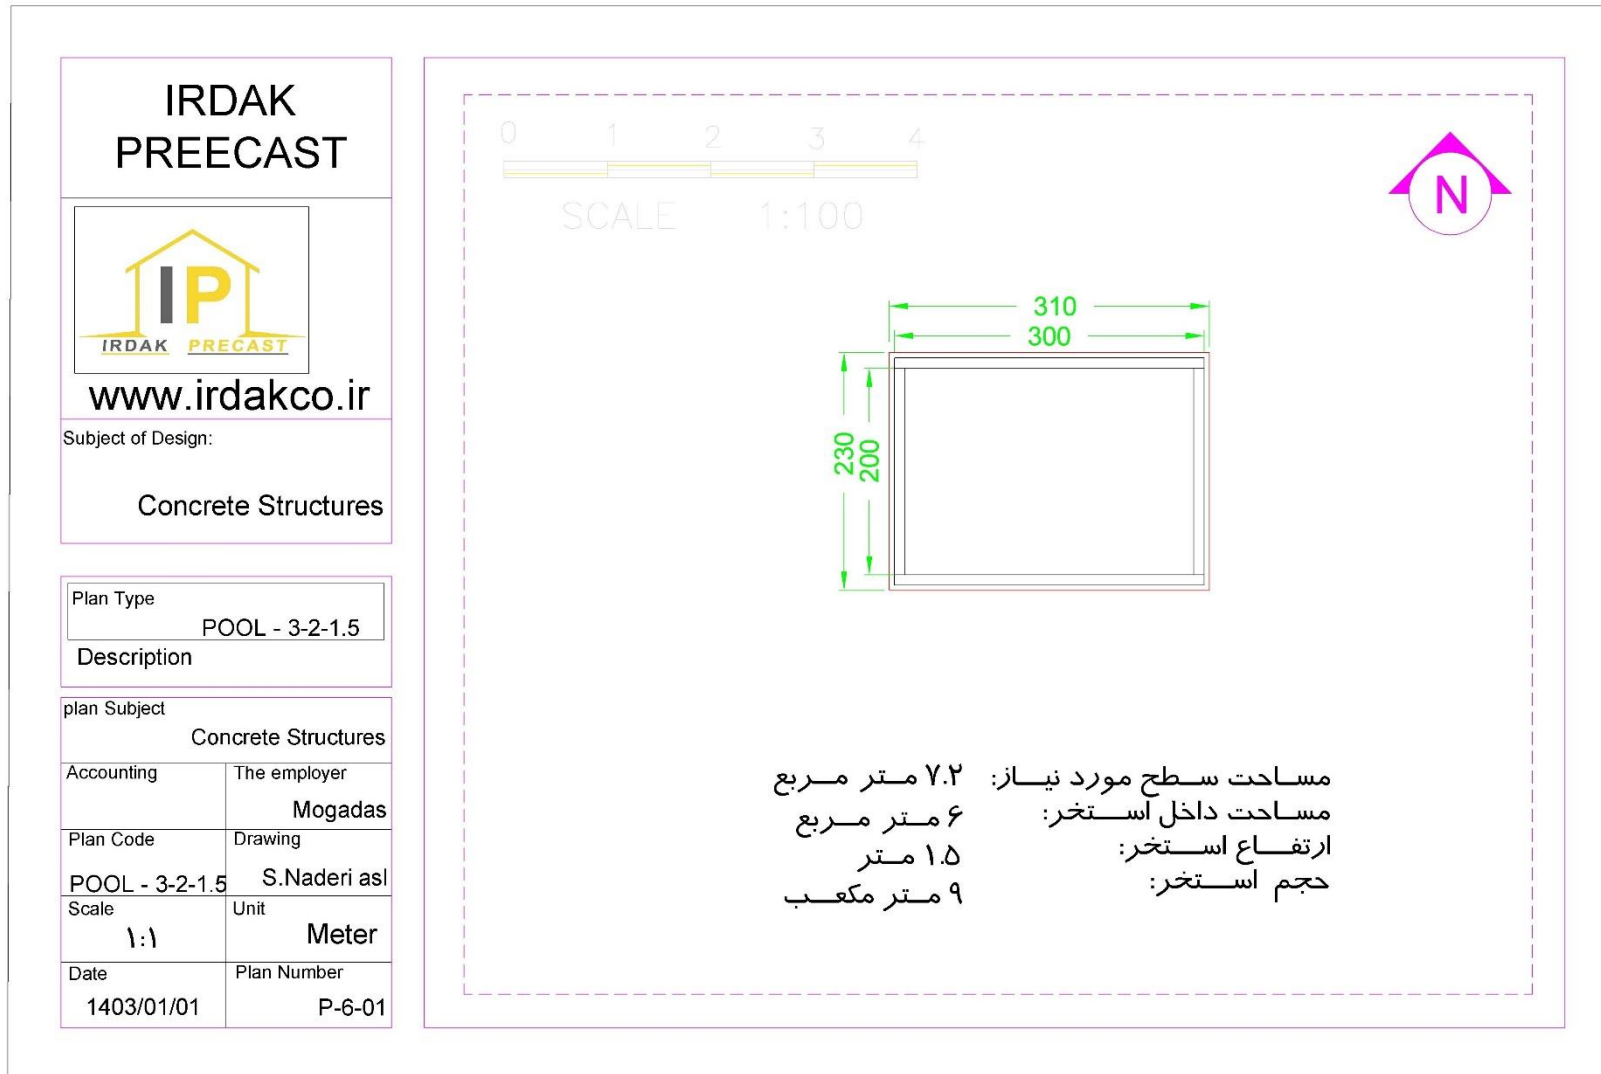 IRDAK
PREECAST
IP
IRDAK PRECAST
www.irdakco.ir
Subject of Design:
Concrete Structures
Plan Type
POOL - 3-2-1.5
Description
plan Subject
Concrete Structures
Accounting
The employer
Mogadas
Plan Code
POOL - 3-2-1.5
Drawing
S.Naderi asl
Scale
۱:۱
Unit
Meter
Date
1403/01/01
Plan Number
P-6-01
0 1 2 3 4
SCALE 1:100
N
310
300
230
200
مساحت سطح مورد نیاز: ۷.۲ متر مربع
مساحت داخل استخر: ۶ متر مربع
ارتفاع استخر: ۱.۵ متر
حجم استخر: ۹ متر مکعب